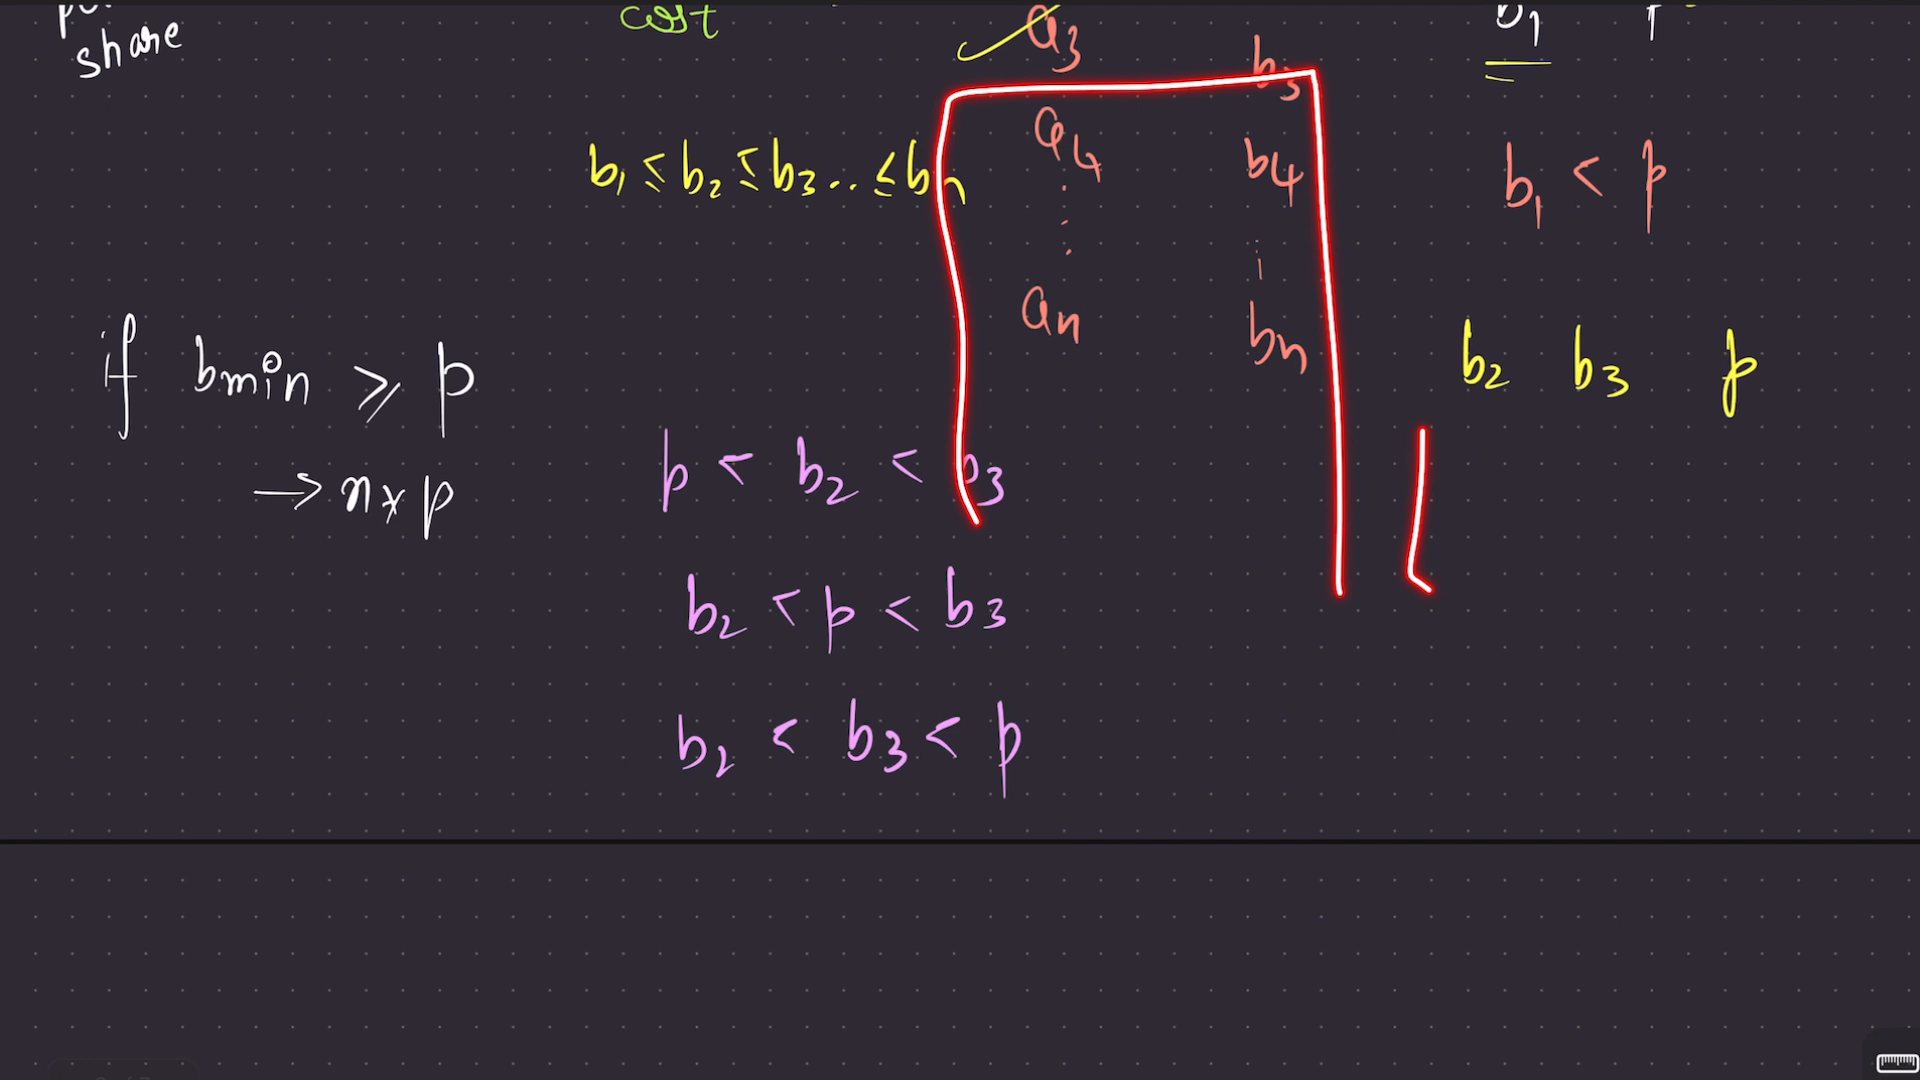 share
cost
a3
b3
b1
b1 ≤ b2 ≤ b3 .. ≤ bn
a4
b4
b1 < p
⋮
⋮
an
bn
if bmin ⩾ p
b2 b3 p
→ n * p
p < b2 < b3
b2 < p < b3
b2 < b3 < p